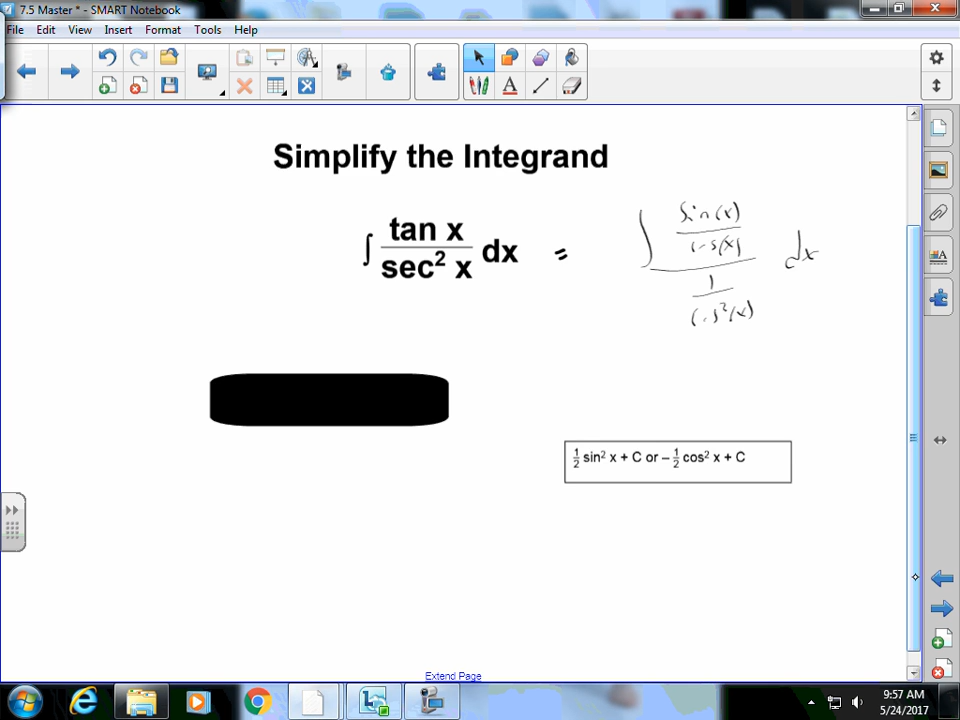 7.5 Master * - SMART Notebook
File Edit View Insert Format Tools Help
Simplify the Integrand
∫ tan x / sec² x dx = ∫ (sin(x) / cos(x)) / (1 / cos²(x)) dx
½ sin² x + C or – ½ cos² x + C
Extend Page
9:57 AM
5/24/2017